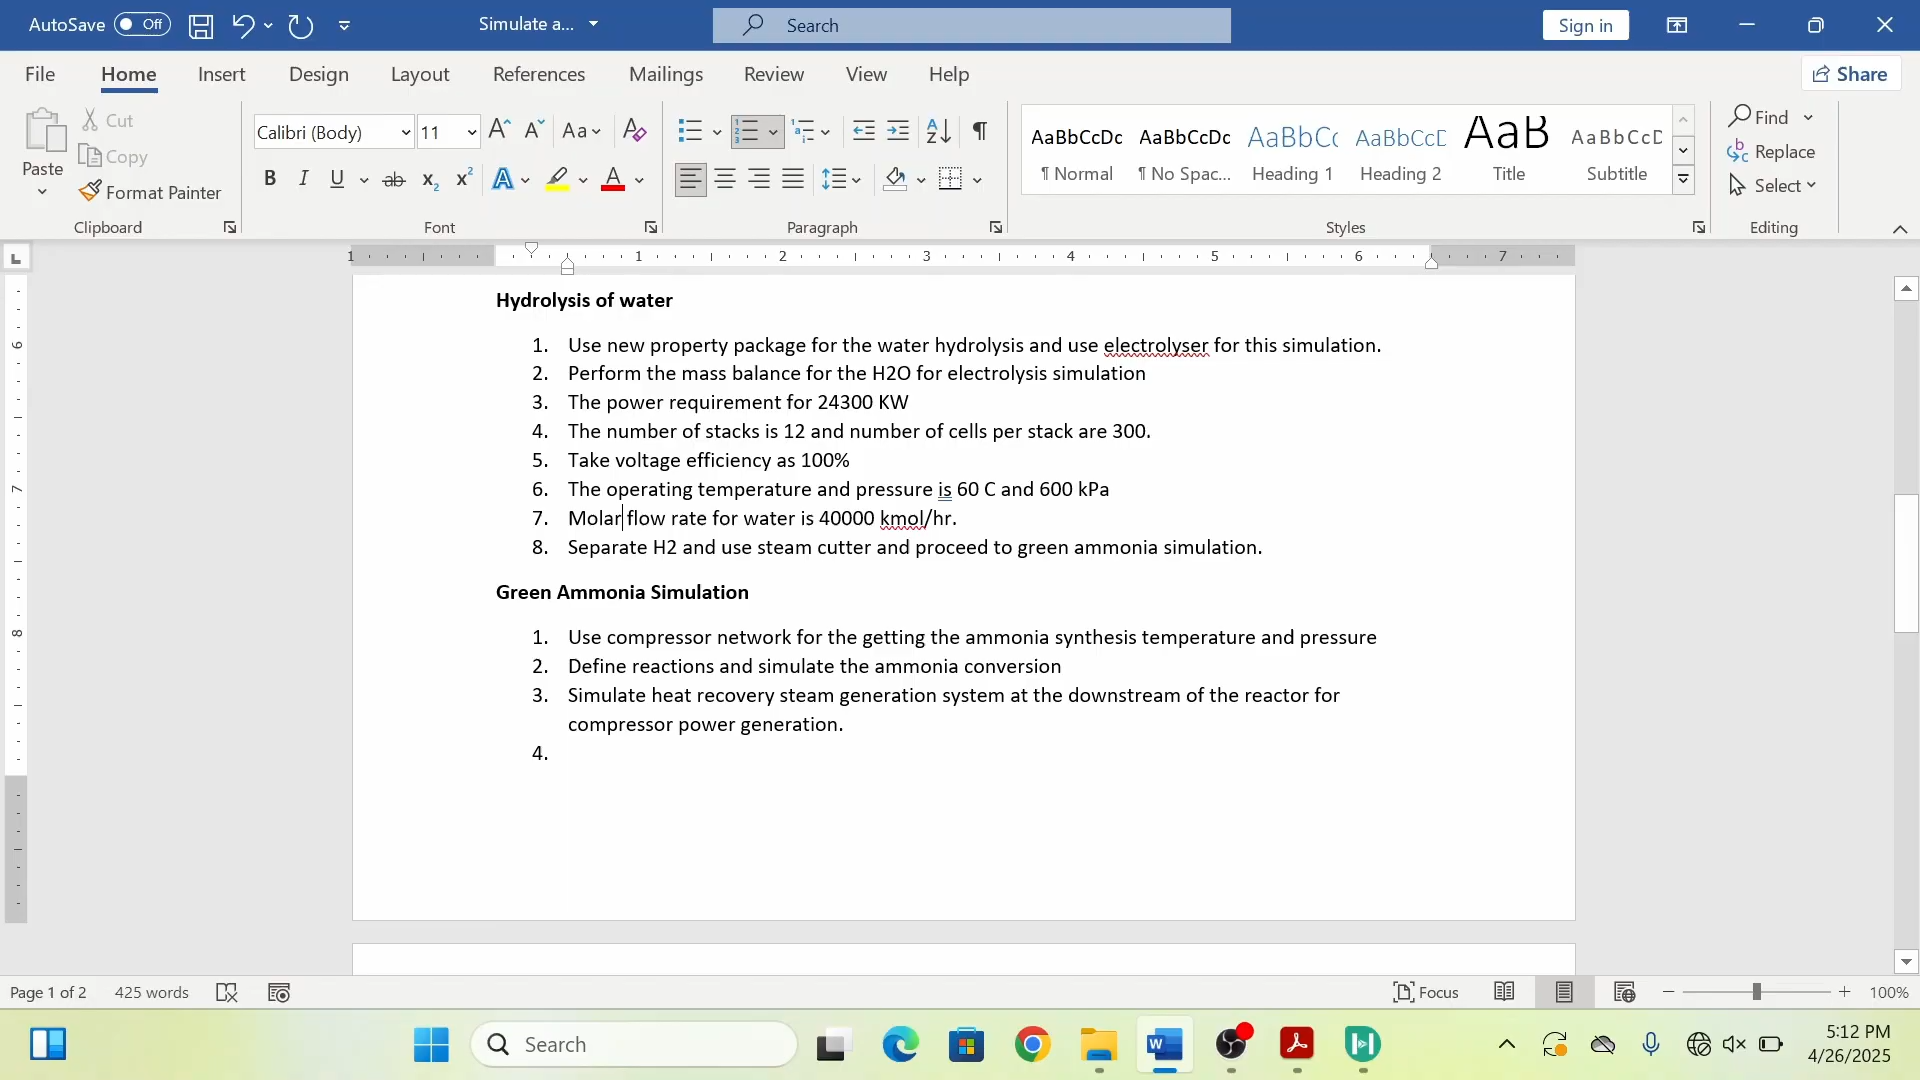 AutoSave Off Simulate a... Search Sign in
File Home Insert Design Layout References Mailings Review View Help Share
Paste Cut Copy Format Painter
Calibri (Body) 11
AaBbCcDc AaBbCcDc AaBbCc AaBbCcD AaB AaBbCcD
¶ Normal ¶ No Spac... Heading 1 Heading 2 Title Subtitle
Find Replace Select
Clipboard Font Paragraph Styles Editing
1 1 2 3 4 5 6 7
Hydrolysis of water
1. Use new property package for the water hydrolysis and use electrolyser for this simulation.
2. Perform the mass balance for the H2O for electrolysis simulation
3. The power requirement for 24300 KW
4. The number of stacks is 12 and number of cells per stack are 300.
5. Take voltage efficiency as 100%
6. The operating temperature and pressure is 60 C and 600 kPa
7. Molar flow rate for water is 40000 kmol/hr.
8. Separate H2 and use steam cutter and proceed to green ammonia simulation.
Green Ammonia Simulation
1. Use compressor network for the getting the ammonia synthesis temperature and pressure
2. Define reactions and simulate the ammonia conversion
3. Simulate heat recovery steam generation system at the downstream of the reactor for
compressor power generation.
4.
Page 1 of 2 425 words Focus 100%
Search 5:12 PM
4/26/2025